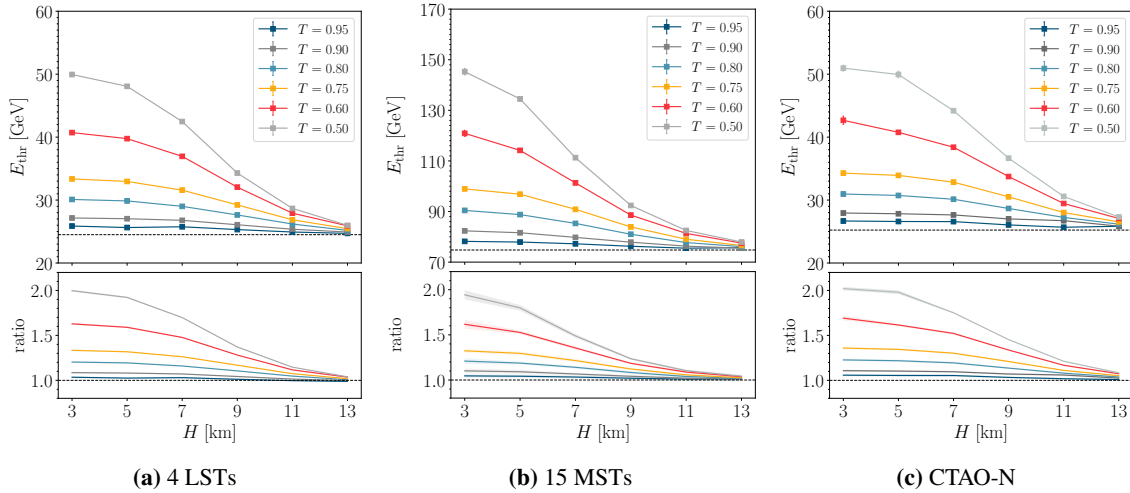 60
50
40
30
20
E_thr [GeV]
T = 0.95
T = 0.90
T = 0.80
T = 0.75
T = 0.60
T = 0.50
2.0
1.5
1.0
ratio
3 5 7 9 11 13
H [km]
(a) 4 LSTs
170
150
130
110
90
70
E_thr [GeV]
T = 0.95
T = 0.90
T = 0.80
T = 0.75
T = 0.60
T = 0.50
2.0
1.5
1.0
ratio
3 5 7 9 11 13
H [km]
(b) 15 MSTs
60
50
40
30
20
E_thr [GeV]
T = 0.95
T = 0.90
T = 0.80
T = 0.75
T = 0.60
T = 0.50
2.0
1.5
1.0
ratio
3 5 7 9 11 13
H [km]
(c) CTAO-N